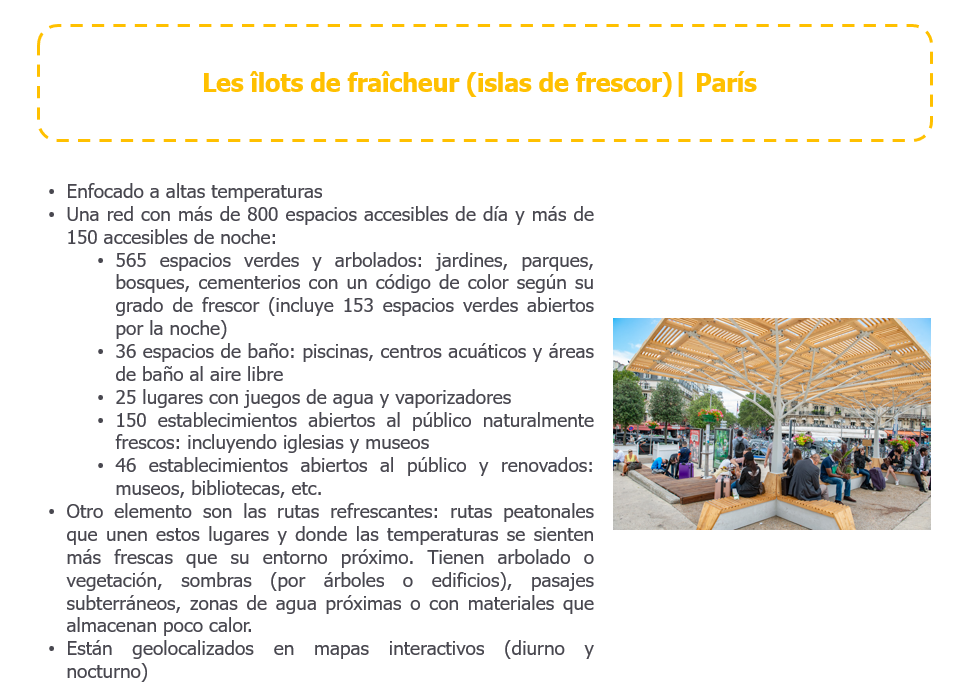 Les îlots de fraîcheur (islas de frescor)| París
• Enfocado a altas temperaturas
• Una red con más de 800 espacios accesibles de día y más de
150 accesibles de noche:
• 565 espacios verdes y arbolados: jardines, parques,
bosques, cementerios con un código de color según su
grado de frescor (incluye 153 espacios verdes abiertos
por la noche)
• 36 espacios de baño: piscinas, centros acuáticos y áreas
de baño al aire libre
• 25 lugares con juegos de agua y vaporizadores
• 150 establecimientos abiertos al público naturalmente
frescos: incluyendo iglesias y museos
• 46 establecimientos abiertos al público y renovados:
museos, bibliotecas, etc.
• Otro elemento son las rutas refrescantes: rutas peatonales
que unen estos lugares y donde las temperaturas se sienten
más frescas que su entorno próximo. Tienen arbolado o
vegetación, sombras (por árboles o edificios), pasajes
subterráneos, zonas de agua próximas o con materiales que
almacenan poco calor.
• Están geolocalizados en mapas interactivos (diurno y
nocturno)